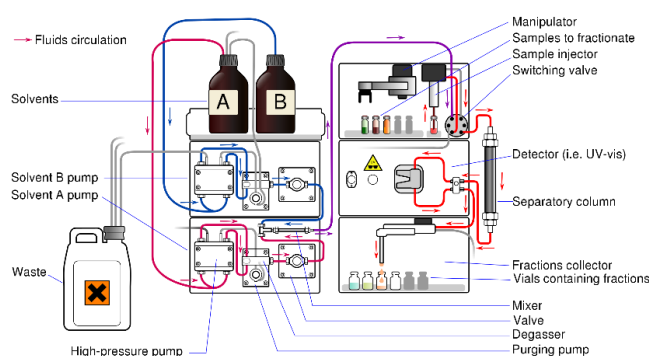 Fluids circulation
Manipulator
Samples to fractionate
Sample injector
Switching valve
Solvents
A
B
Detector (i.e. UV-vis)
Solvent B pump
Solvent A pump
Separatory column
Waste
Fractions collector
Vials containing fractions
Mixer
Valve
Degasser
Purging pump
High-pressure pump